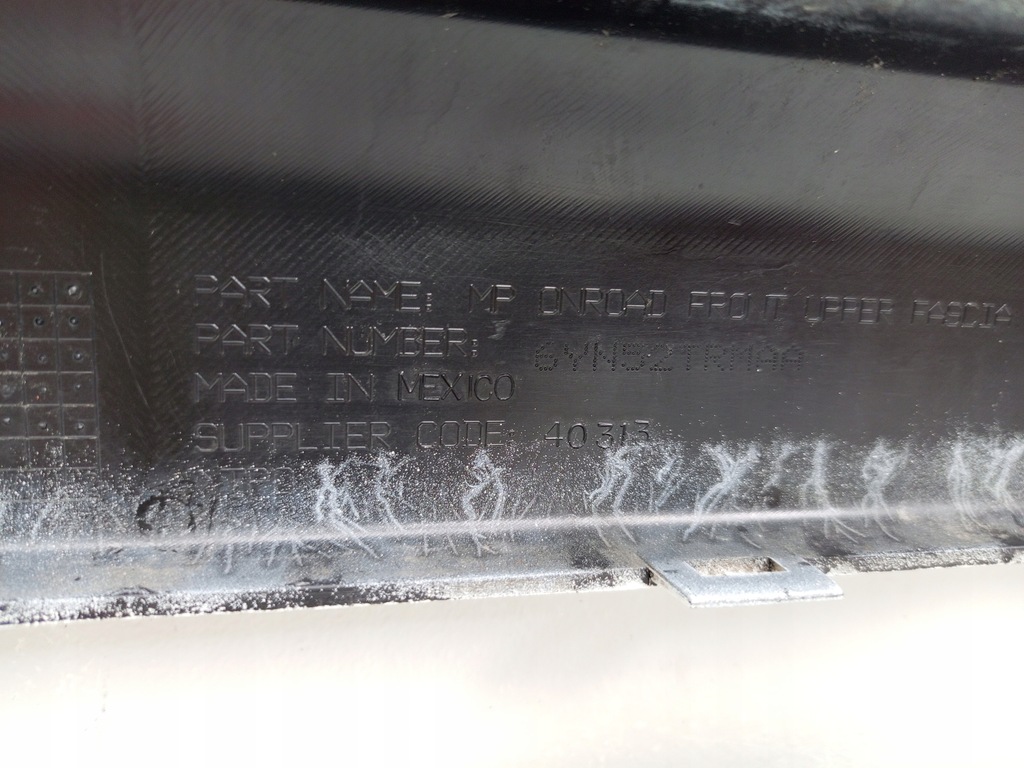 PART NAME: MP ONROAD FRONT UPPER FASCIA
PART NUMBER: 6YN52TRMAA
MADE IN MEXICO
SUPPLIER CODE: 40313